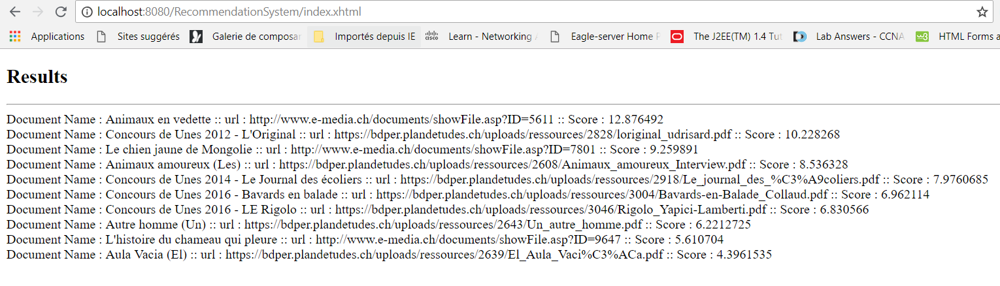 localhost:8080/RecommendationSystem/index.xhtml
Applications Sites suggérés Galerie de composar Importés depuis IE cisco Learn - Networking A Eagle-server Home P The J2EE(TM) 1.4 Tut Lab Answers - CCNA HTML Forms a
Results
Document Name : Animaux en vedette :: url : http://www.e-media.ch/documents/showFile.asp?ID=5611 :: Score : 12.876492
Document Name : Concours de Unes 2012 - L'Original :: url : https://bdper.plandetudes.ch/uploads/ressources/2828/loriginal_udrisard.pdf :: Score : 10.228268
Document Name : Le chien jaune de Mongolie :: url : http://www.e-media.ch/documents/showFile.asp?ID=7801 :: Score : 9.259891
Document Name : Animaux amoureux (Les) :: url : https://bdper.plandetudes.ch/uploads/ressources/2608/Animaux_amoureux_Interview.pdf :: Score : 8.536328
Document Name : Concours de Unes 2014 - Le Journal des écoliers :: url : https://bdper.plandetudes.ch/uploads/ressources/2918/Le_journal_des_%C3%A9coliers.pdf :: Score : 7.9760685
Document Name : Concours de Unes 2016 - Bavards en balade :: url : https://bdper.plandetudes.ch/uploads/ressources/3004/Bavards-en-Balade_Collaud.pdf :: Score : 6.962114
Document Name : Concours de Unes 2016 - LE Rigolo :: url : https://bdper.plandetudes.ch/uploads/ressources/3046/Rigolo_Yapici-Lamberti.pdf :: Score : 6.830566
Document Name : Autre homme (Un) :: url : https://bdper.plandetudes.ch/uploads/ressources/2643/Un_autre_homme.pdf :: Score : 6.2212725
Document Name : L'histoire du chameau qui pleure :: url : http://www.e-media.ch/documents/showFile.asp?ID=9647 :: Score : 5.610704
Document Name : Aula Vacia (El) :: url : https://bdper.plandetudes.ch/uploads/ressources/2639/El_Aula_Vaci%C3%ACa.pdf :: Score : 4.3961535